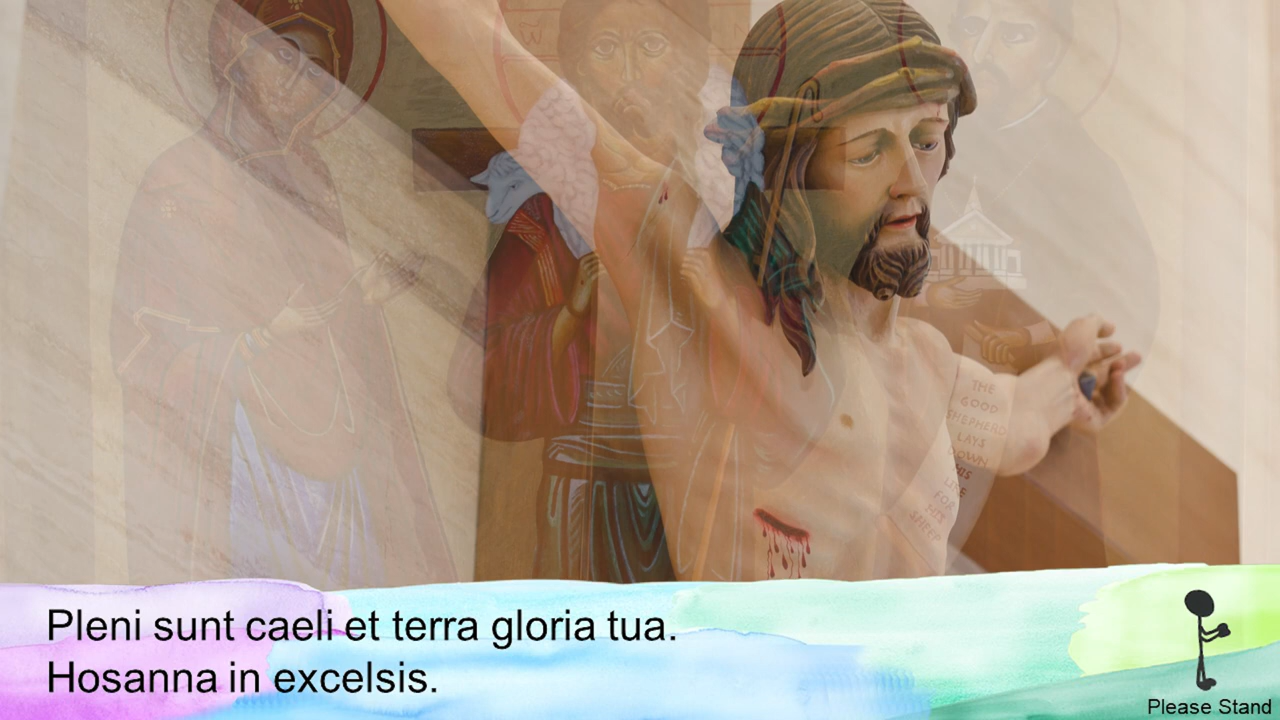 THE
GOOD
SHEPHERD
LAYS
DOWN
HIS
LIFE
FOR
HIS
SHEEP
Pleni sunt caeli et terra gloria tua.
Hosanna in excelsis.
Please Stand